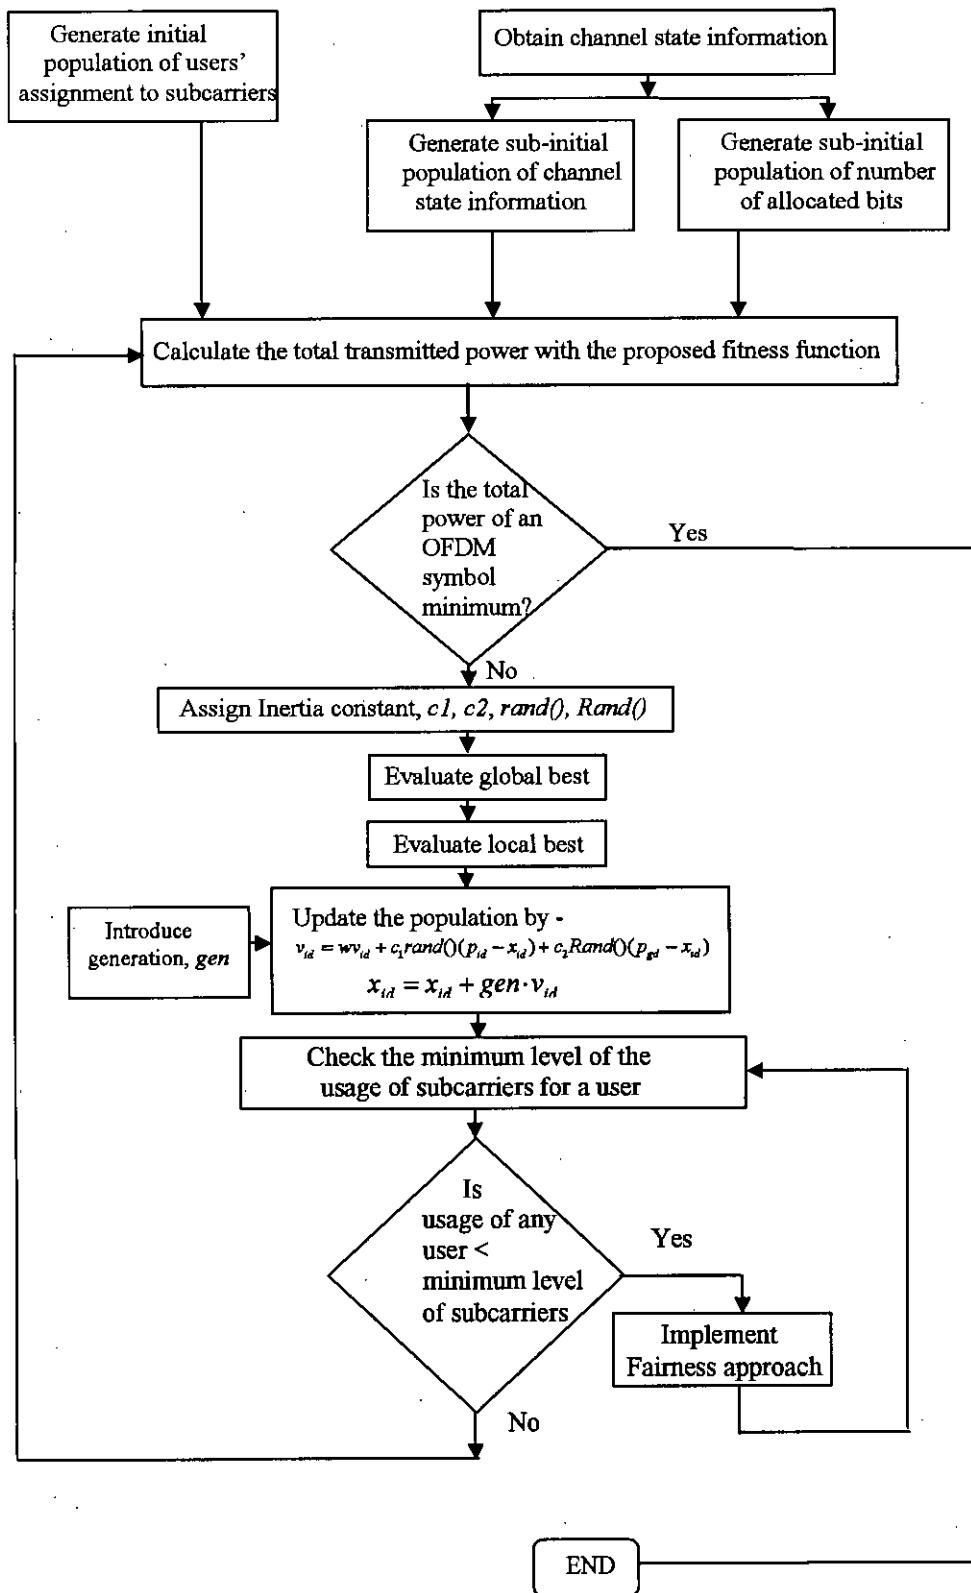 Generate initial
population of users'
assignment to subcarriers
Obtain channel state information
Generate sub-initial
population of channel
state information
Generate sub-initial
population of number
of allocated bits
Calculate the total transmitted power with the proposed fitness function
Is the total
power of an
OFDM
symbol
minimum?
Yes
No
Assign Inertia constant, c1, c2, rand(), Rand()
Evaluate global best
Evaluate local best
Introduce
generation, gen
Update the population by -
v_id = wv_id + c_1rand()(p_id − x_id) + c_2Rand()(p_gd − x_id)
x_id = x_id + gen·v_id
Check the minimum level of the
usage of subcarriers for a user
Is
usage of any
user <
minimum level
of subcarriers
Yes
Implement
Fairness approach
No
END